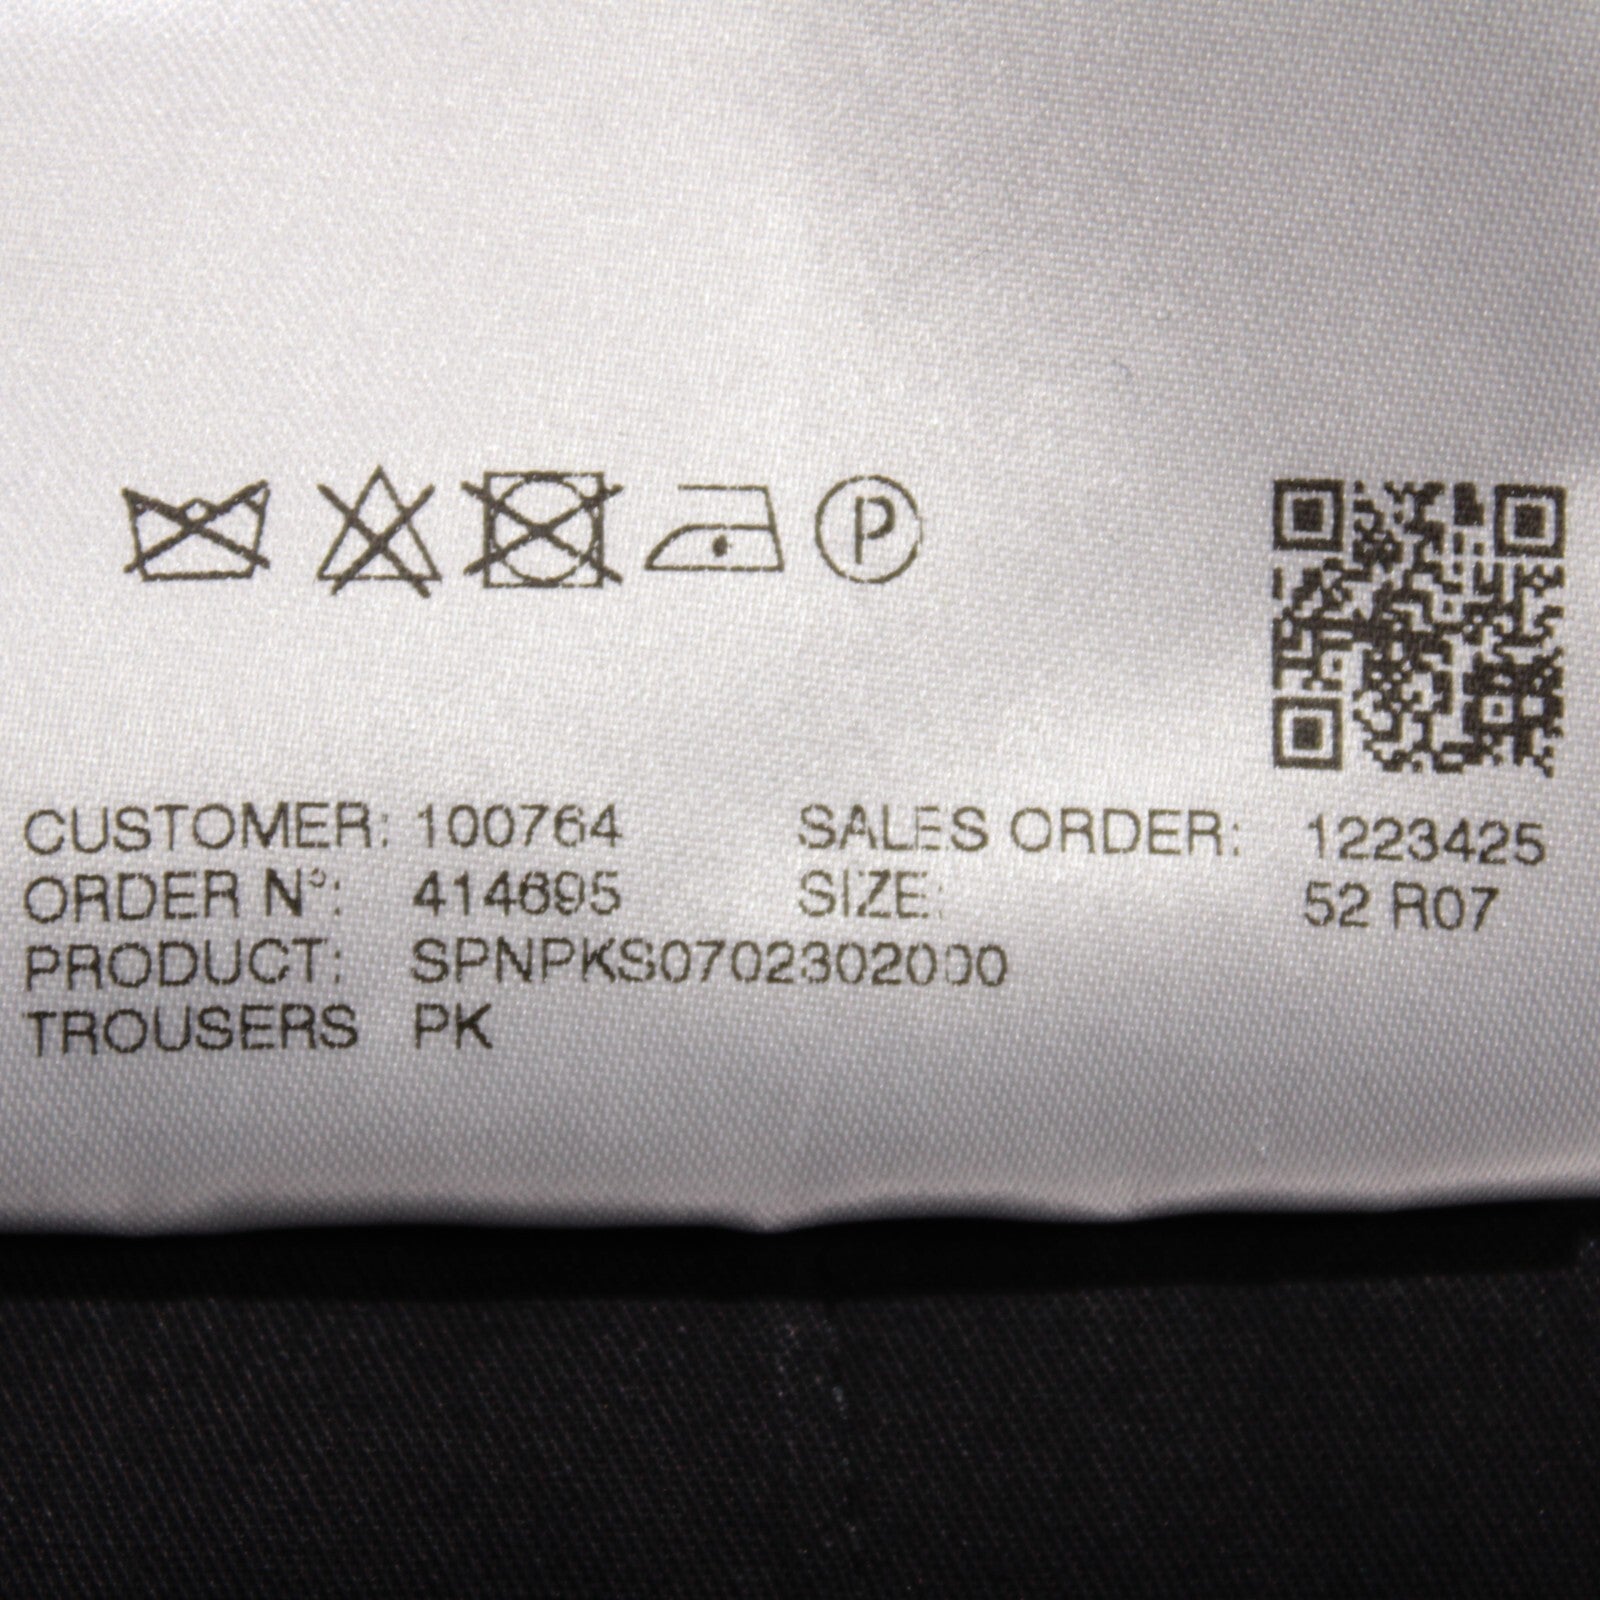 P
CUSTOMER: 100764 SALES ORDER: 1223425
ORDER N°: 414695 SIZE: 52 R07
PRODUCT: SPNPKS0702302000
TROUSERS PK